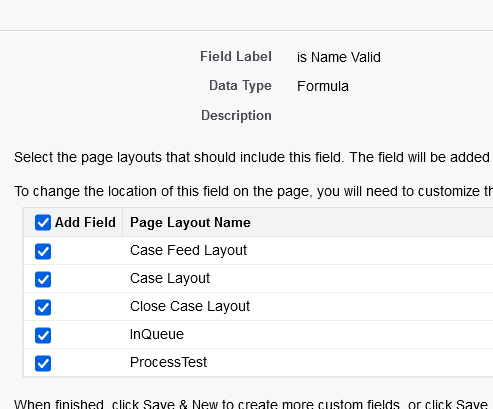 Field Label is Name Valid
Data Type Formula
Description
Select the page layouts that should include this field. The field will be added
To change the location of this field on the page, you will need to customize
Add Field Page Layout Name
Case Feed Layout
Case Layout
Close Case Layout
InQueue
ProcessTest
When finished, click Save & New to create more custom fields, or click Save